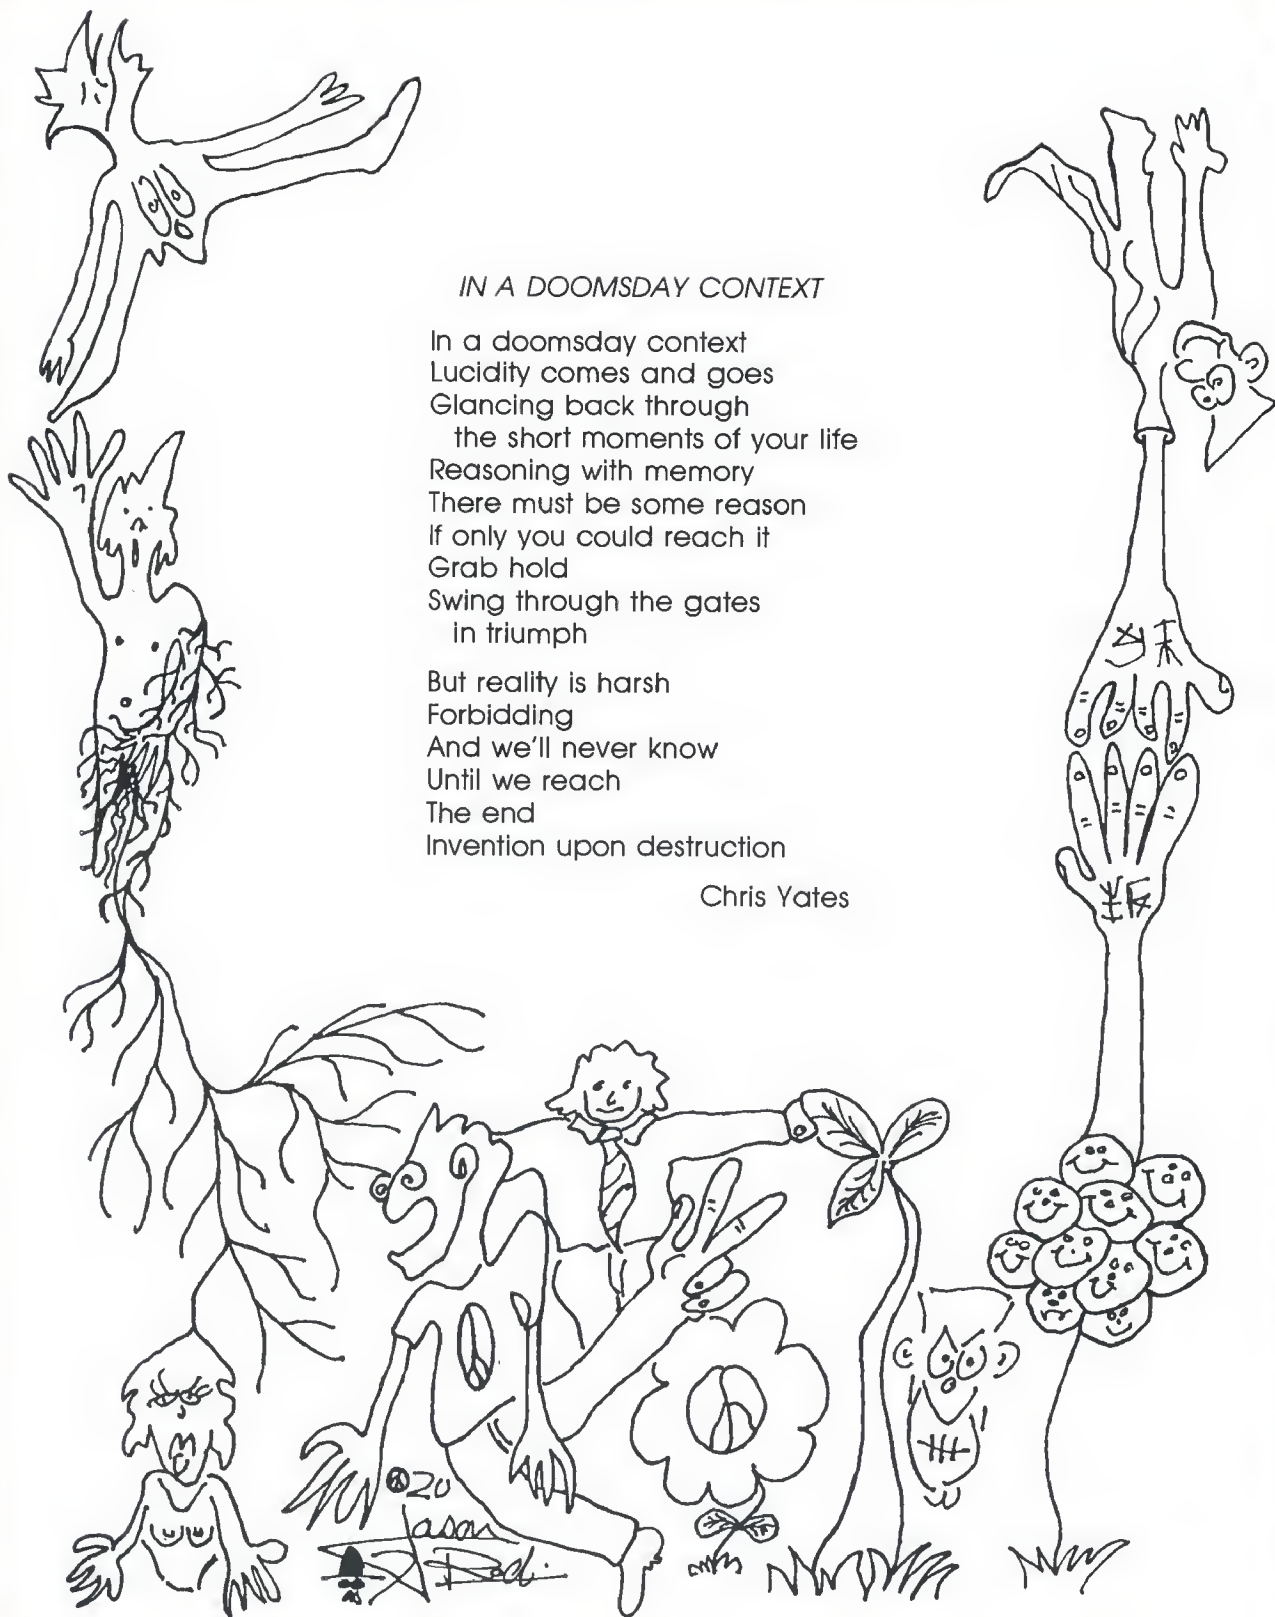 IN A DOOMSDAY CONTEXT
In a doomsday context
Lucidity comes and goes
Glancing back through
the short moments of your life
Reasoning with memory
There must be some reason
If only you could reach it
Grab hold
Swing through the gates
in triumph
But reality is harsh
Forbidding
And we'll never know
Until we reach
The end
Invention upon destruction
Chris Yates
20
Jason